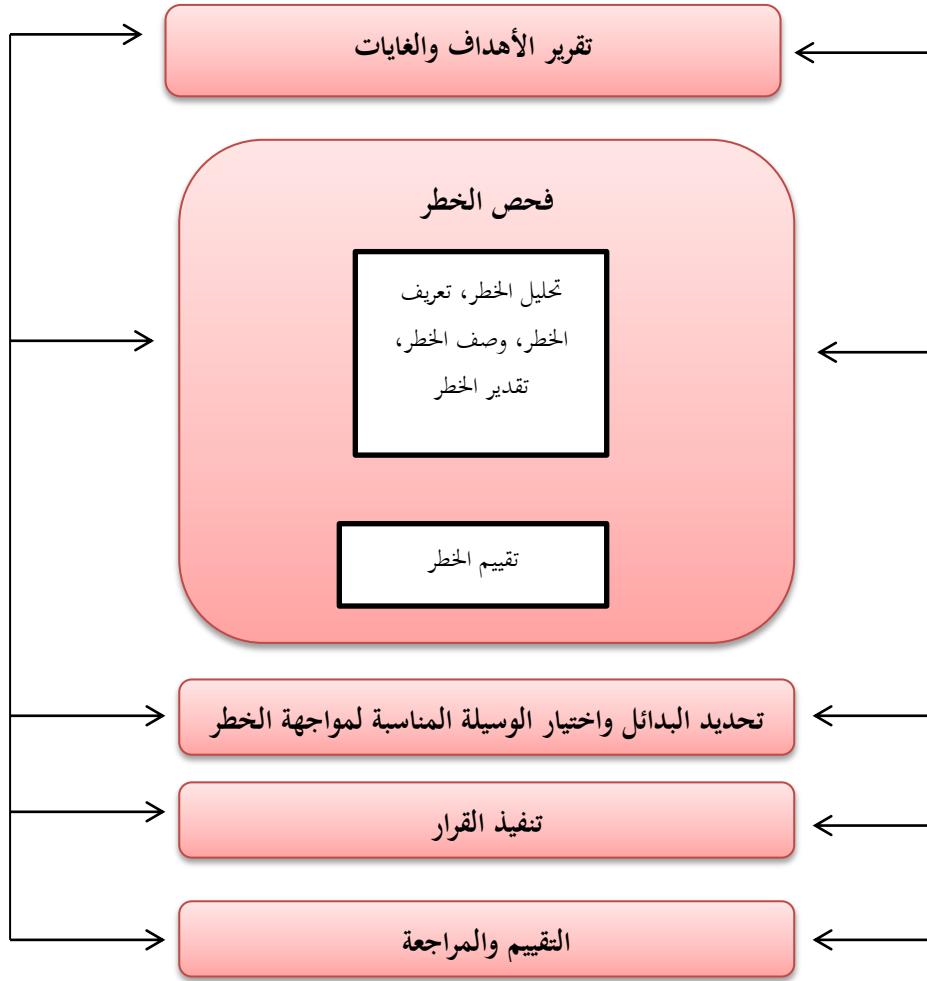 تقرير الأهداف والغايات
فحص الخطر
تحليل الخطر، تعريف
الخطر، وصف الخطر،
تقدير الخطر
تقييم الخطر
تحديد البدائل واختيار الوسيلة المناسبة لمواجهة الخطر
تنفيذ القرار
التقييم والمراجعة